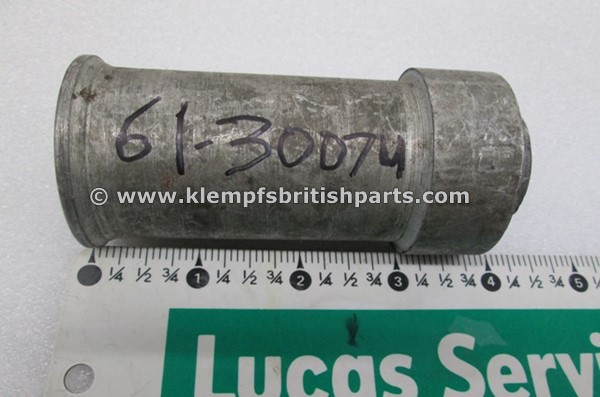 61-30074
© www.klempfsbritishparts.com
¼ ½ ¾ 1 ¼ ½ ¾ 2 ¼ ½ ¾ 3 ¼ ½ ¾ 4 ¼ ½ ¾ 5
Lucas Servi